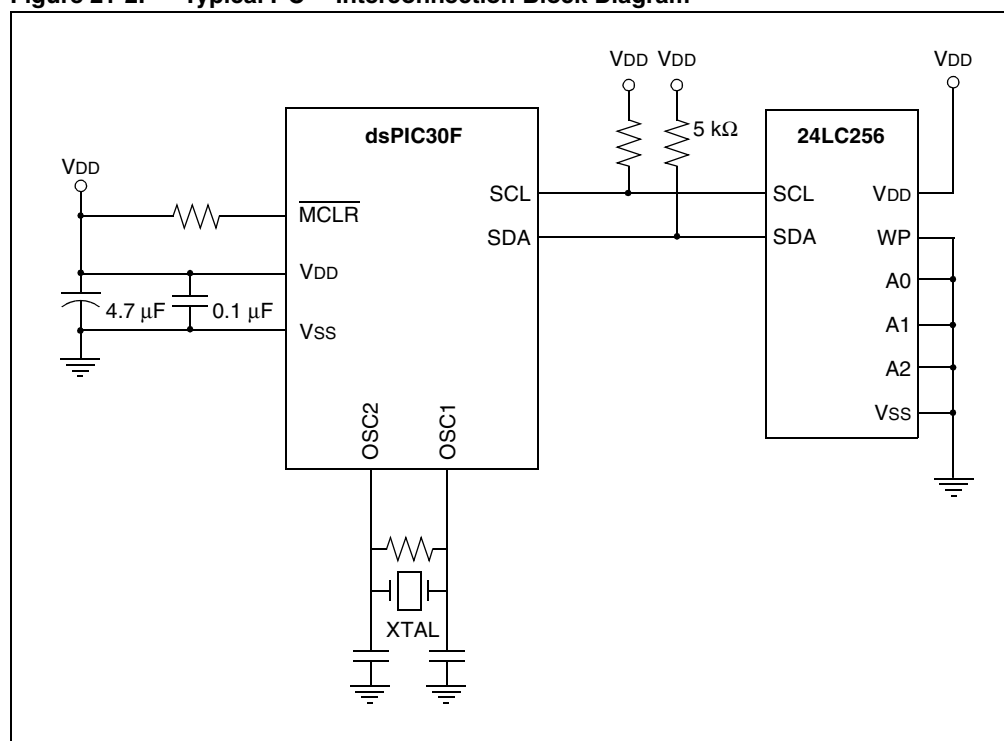 Figure 21-2: Typical Interconnection Block Diagram
VDD VDD
VDD
dsPIC30F
5 kΩ
24LC256
VDD
SCL
SCL
VDD
MCLR
SDA
SDA
WP
VDD
A0
4.7 µF
0.1 µF
VSS
A1
A2
VSS
OSC2
OSC1
XTAL